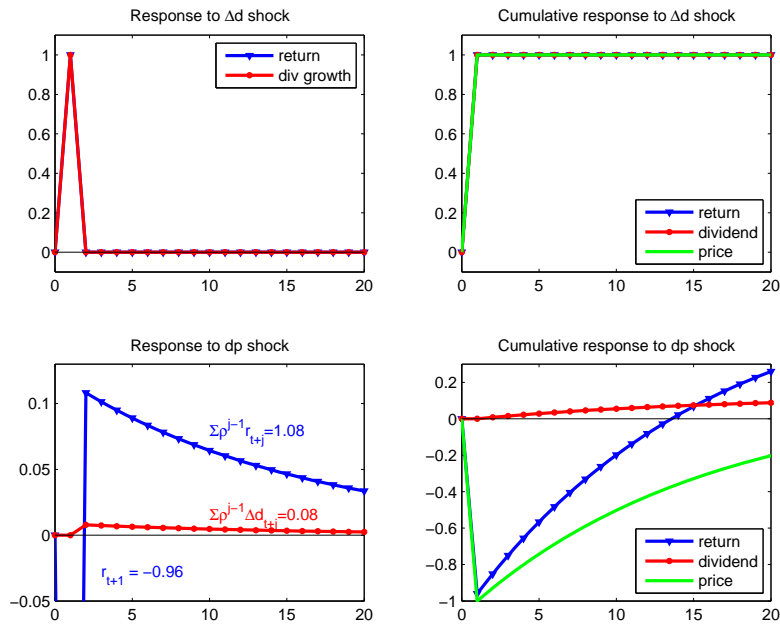 Response to Δd shock
1
0.8
0.6
0.4
0.2
0
0 5 10 15 20
return
div growth
Cumulative response to Δd shock
1
0.8
0.6
0.4
0.2
0
0 5 10 15 20
return
dividend
price
Response to dp shock
0.1
0.05
0
−0.05
0 5 10 15 20
Σρ^{j−1}r_{t+j}=1.08
Σρ^{j−1}Δd_{t+j}=0.08
r_{t+1} = −0.96
Cumulative response to dp shock
0.2
0
−0.2
−0.4
−0.6
−0.8
−1
0 5 10 15 20
return
dividend
price